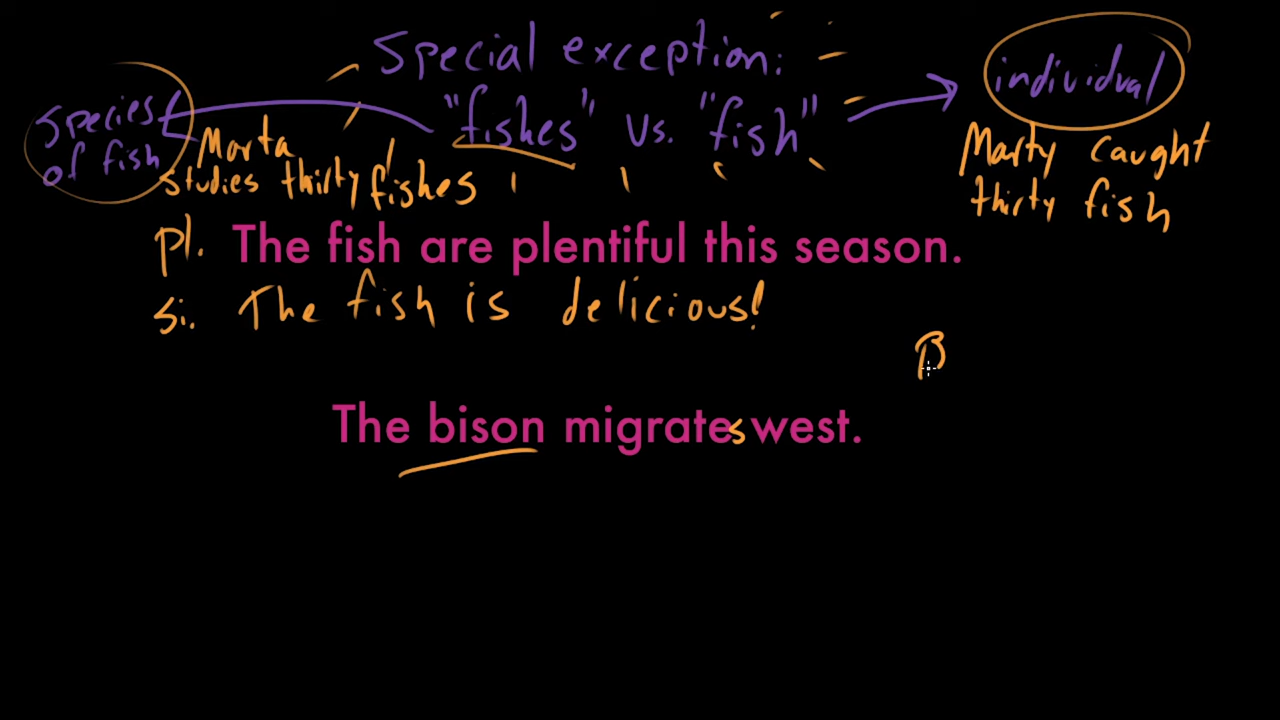 Special exception:
"fishes" vs. "fish"
individual
species
of fish
Marta
studies thirty fishes
Marty caught
thirty fish
pl. The fish are plentiful this season.
si. The fish is delicious!
B
The bison migrates west.